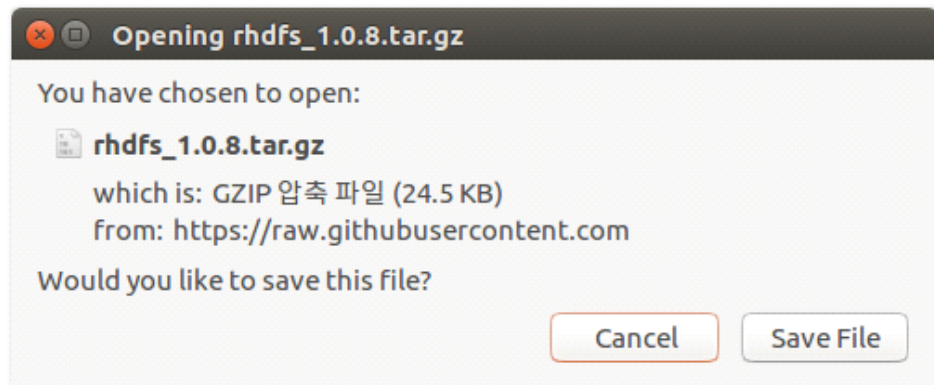 Opening rhdfs_1.0.8.tar.gz
You have chosen to open:
rhdfs_1.0.8.tar.gz
which is: GZIP 압축 파일 (24.5 KB)
from: https://raw.githubusercontent.com
Would you like to save this file?
Cancel Save File